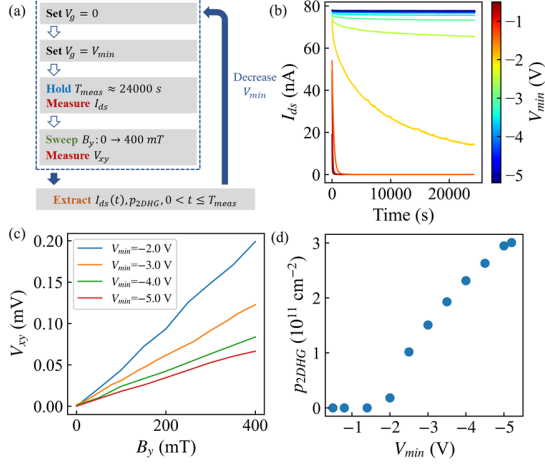 (a)
Set V_g = 0
Set V_g = V_min
Hold T_meas ≈ 24000 s
Measure I_ds
Sweep B_y: 0 → 400 mT
Measure V_xy
Extract I_ds(t), p_2DHG, 0 < t ≤ T_meas
Decrease
V_min
(b)
80
60
40
20
0
I_ds (nA)
0
10000
20000
Time (s)
−1
−2
−3
−4
−5
V_min (V)
(c)
0.20
0.15
0.10
0.05
0.00
V_xy (mV)
V_min=−2.0 V
V_min=−3.0 V
V_min=−4.0 V
V_min=−5.0 V
0
200
400
B_y (mT)
(d)
3
2
1
0
p_2DHG (10^11 cm^−2)
−1
−2
−3
−4
−5
V_min (V)